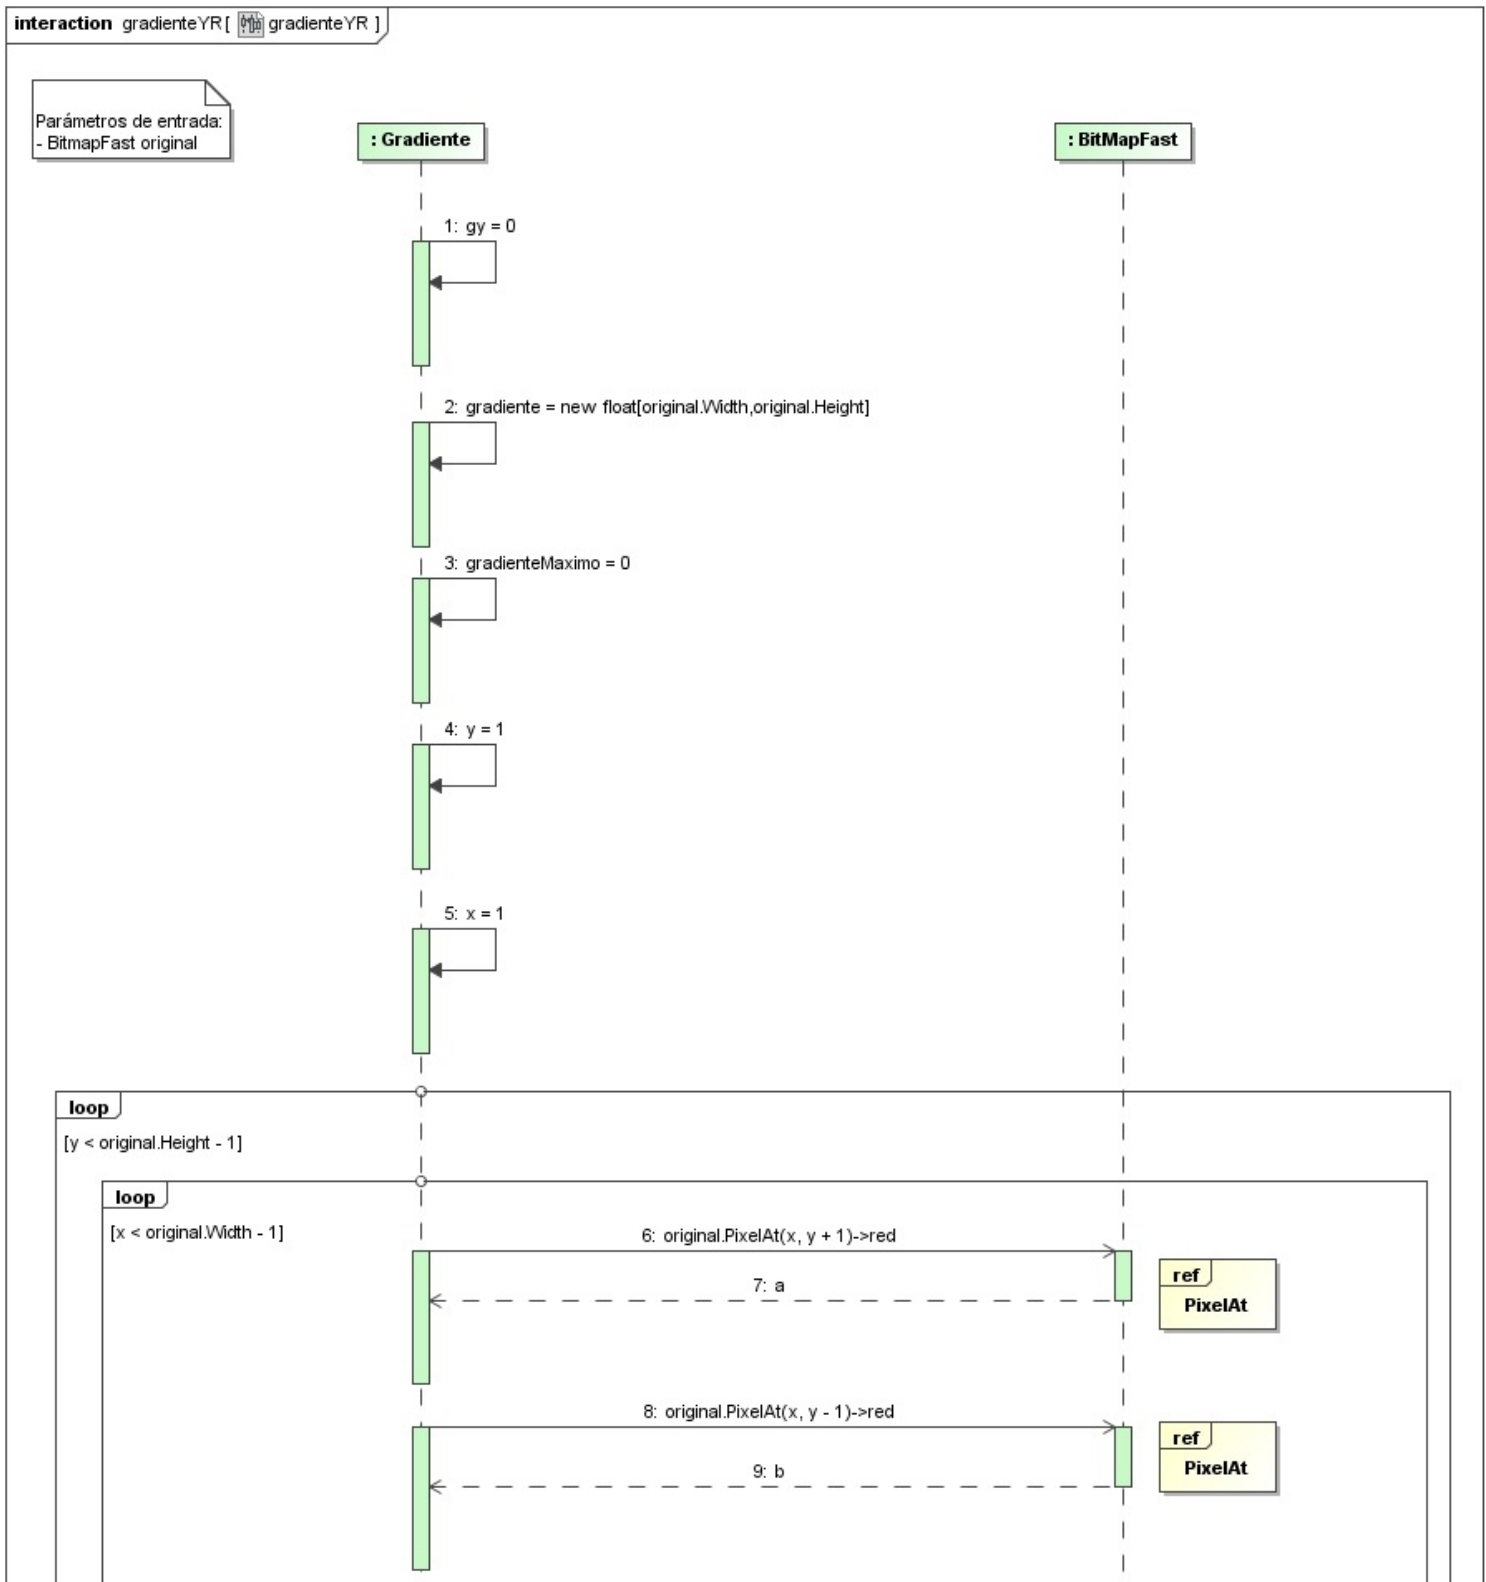 interaction gradienteYR[ gradienteYR ]
Parámetros de entrada:
- BitmapFast original
: Gradiente
: BitMapFast
1: gy = 0
2: gradiente = new float[original.Width,original.Height]
3: gradienteMaximo = 0
4: y = 1
5: x = 1
loop
[y < original.Height - 1]
loop
[x < original.Width - 1]
6: original.PixelAt(x, y + 1)->red
7: a
ref
PixelAt
8: original.PixelAt(x, y - 1)->red
9: b
ref
PixelAt